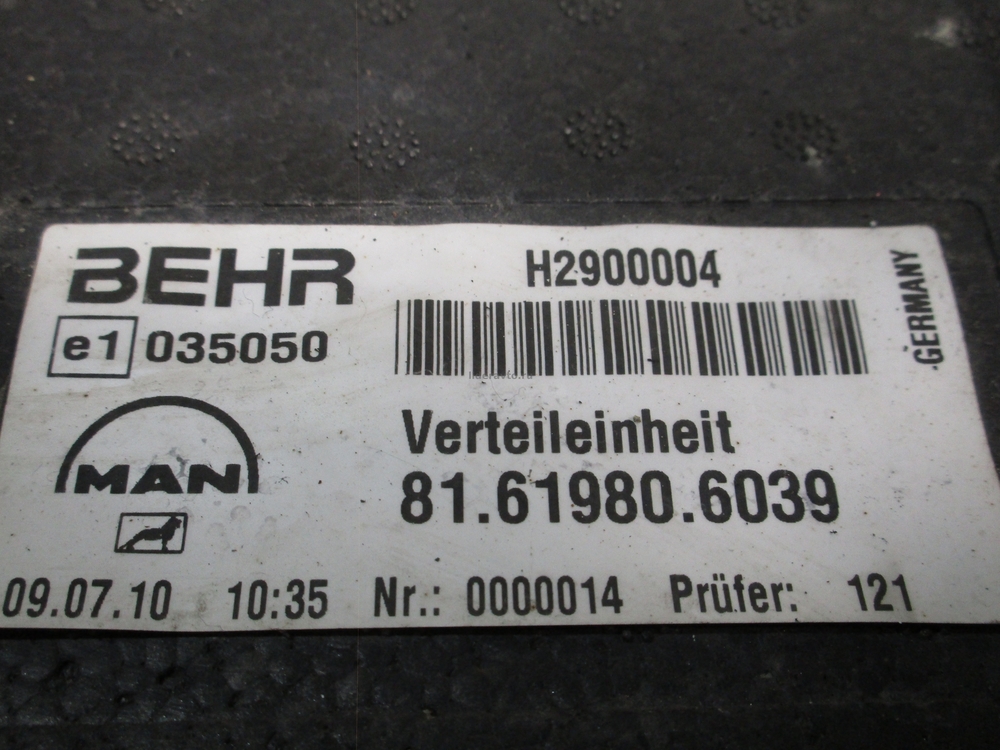 BEHR
H2900004
GERMANY
e1 035050
Verteileinheit
81.61980.6039
MAN
09.07.10 10:35 Nr.: 0000014 Prüfer: 121